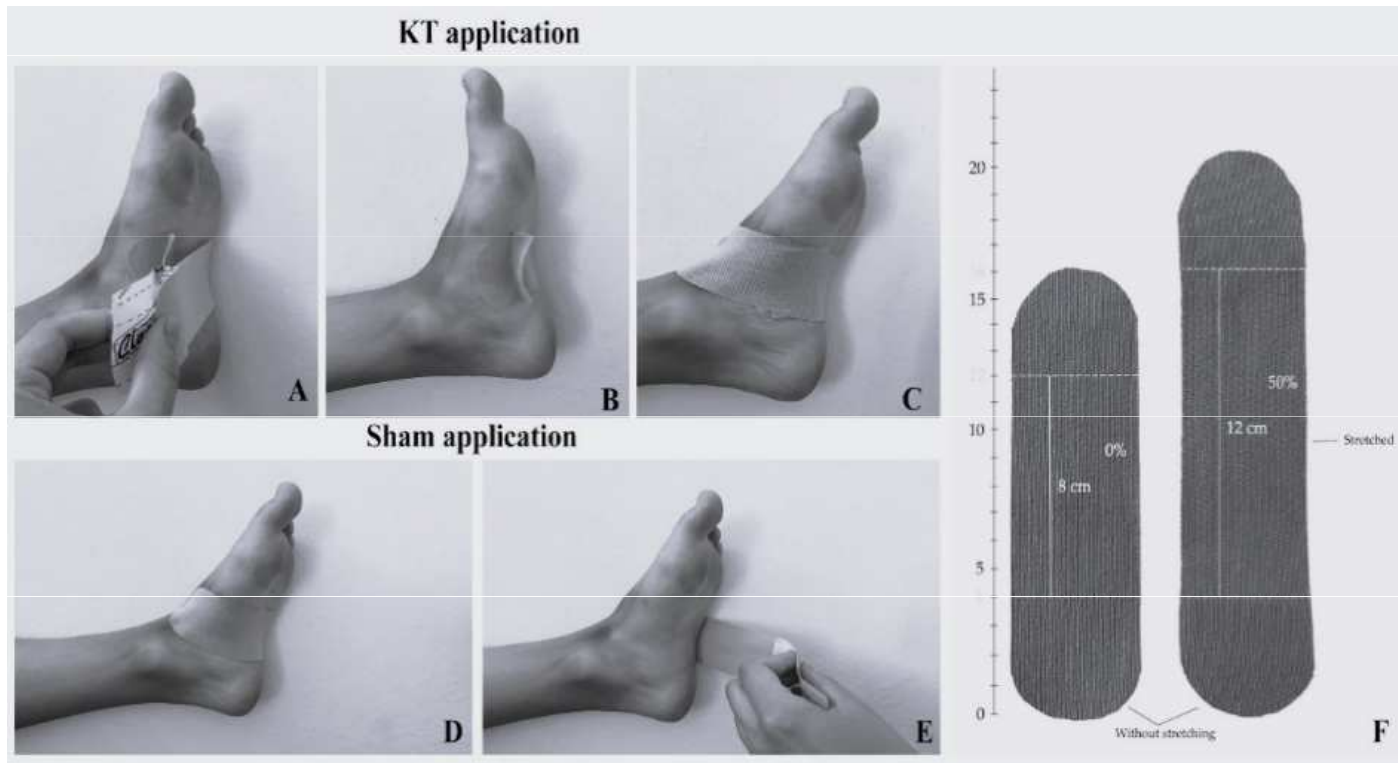 KT application
A
B
C
Sham application
D
E
20
15
10
5
0
0%
8 cm
50%
12 cm
Stretched
Without stretching
F